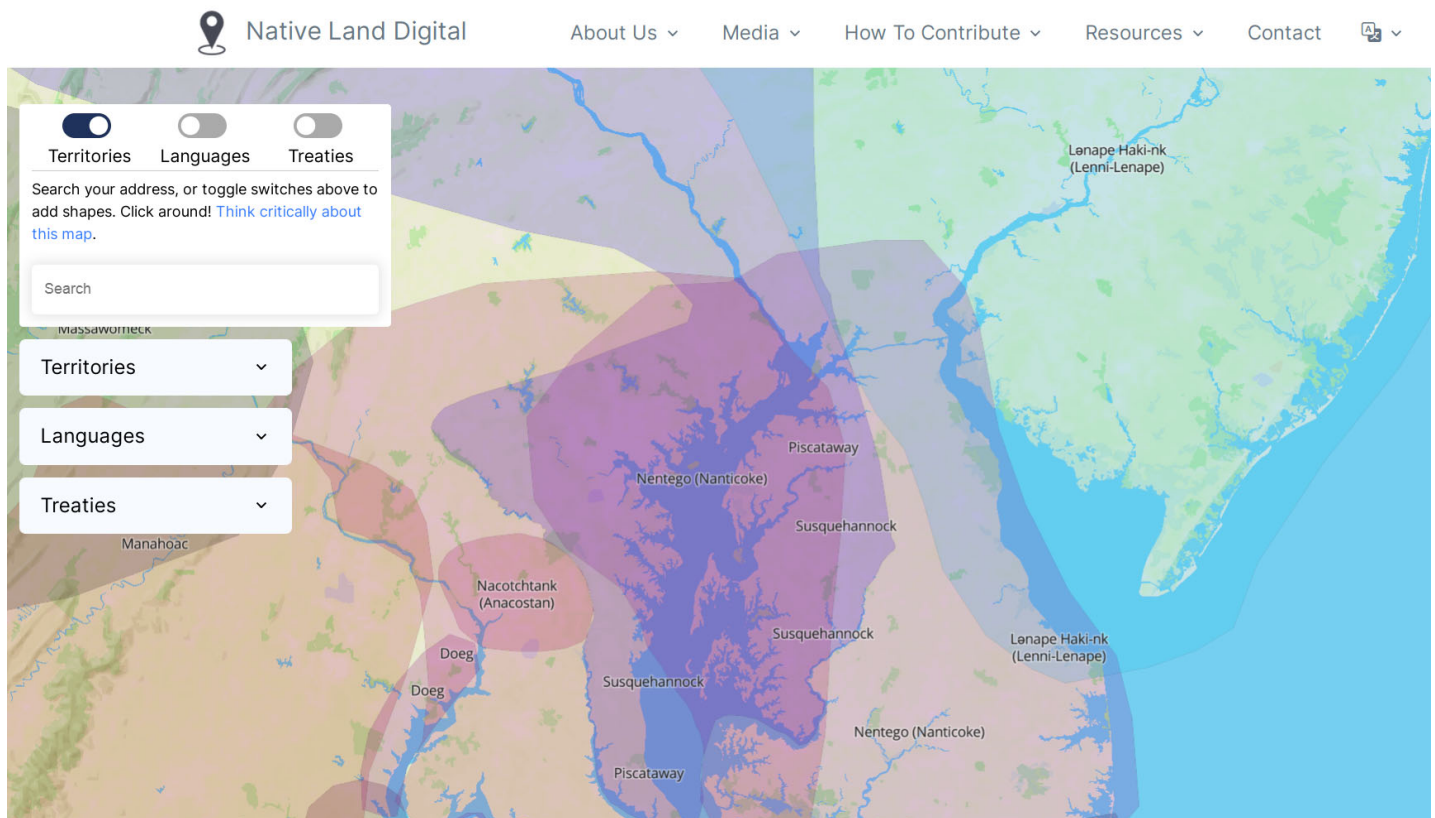 Native Land Digital
About Us
Media
How To Contribute
Resources
Contact
Territories
Languages
Treaties
Search your address, or toggle switches above to
add shapes. Click around! Think critically about
this map.
Search
Massawomeck
Territories
Languages
Treaties
Manahoac
Lənape Haki-nk
(Lenni-Lenape)
Piscataway
Nentego (Nanticoke)
Susquehannock
Nacotchtank
(Anacostan)
Susquehannock
Lənape Haki-nk
(Lenni-Lenape)
Doeg
Susquehannock
Doeg
Nentego (Nanticoke)
Piscataway